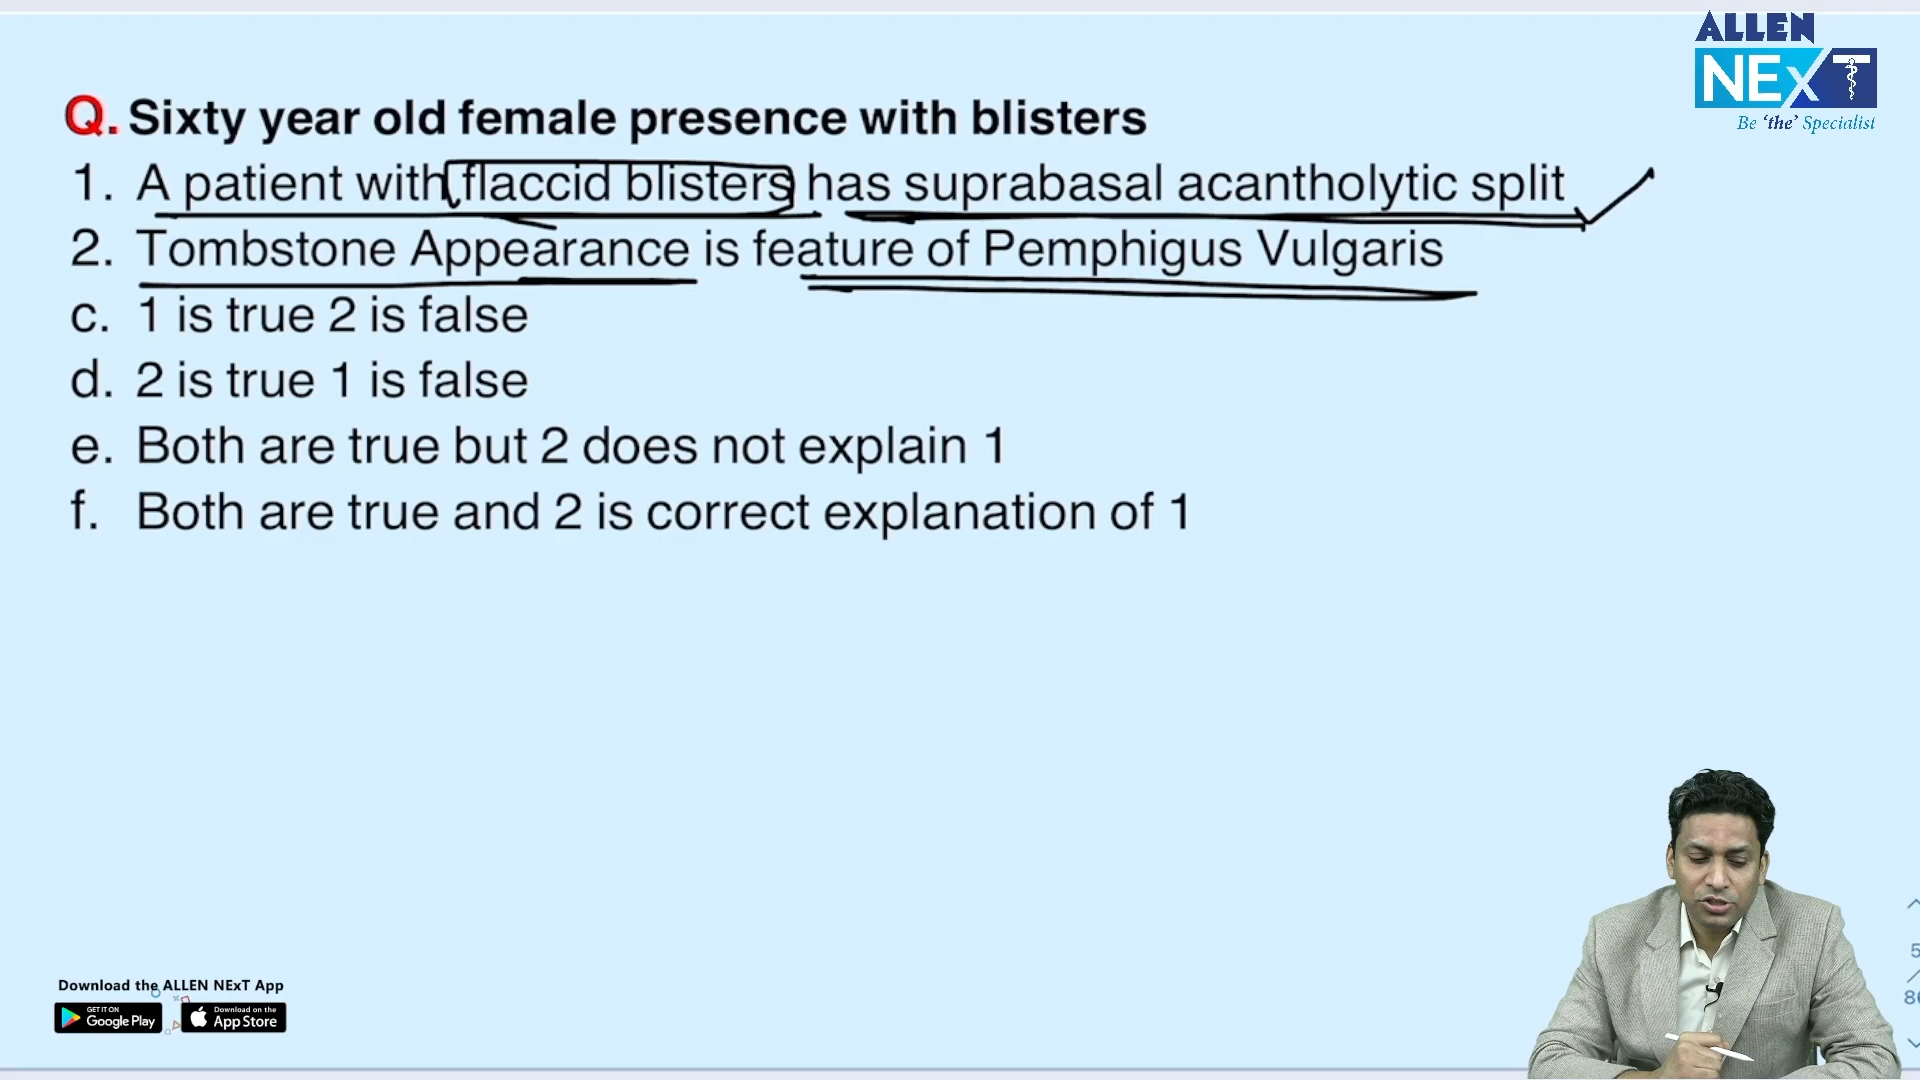 ALLEN
NEXT
Be 'the' Specialist
Q. Sixty year old female presence with blisters
1. A patient with flaccid blisters has suprabasal acantholytic split
2. Tombstone Appearance is feature of Pemphigus Vulgaris
c. 1 is true 2 is false
d. 2 is true 1 is false
e. Both are true but 2 does not explain 1
f. Both are true and 2 is correct explanation of 1
Download the ALLEN NExT App
GET IT ON
Google Play
Download on the
App Store